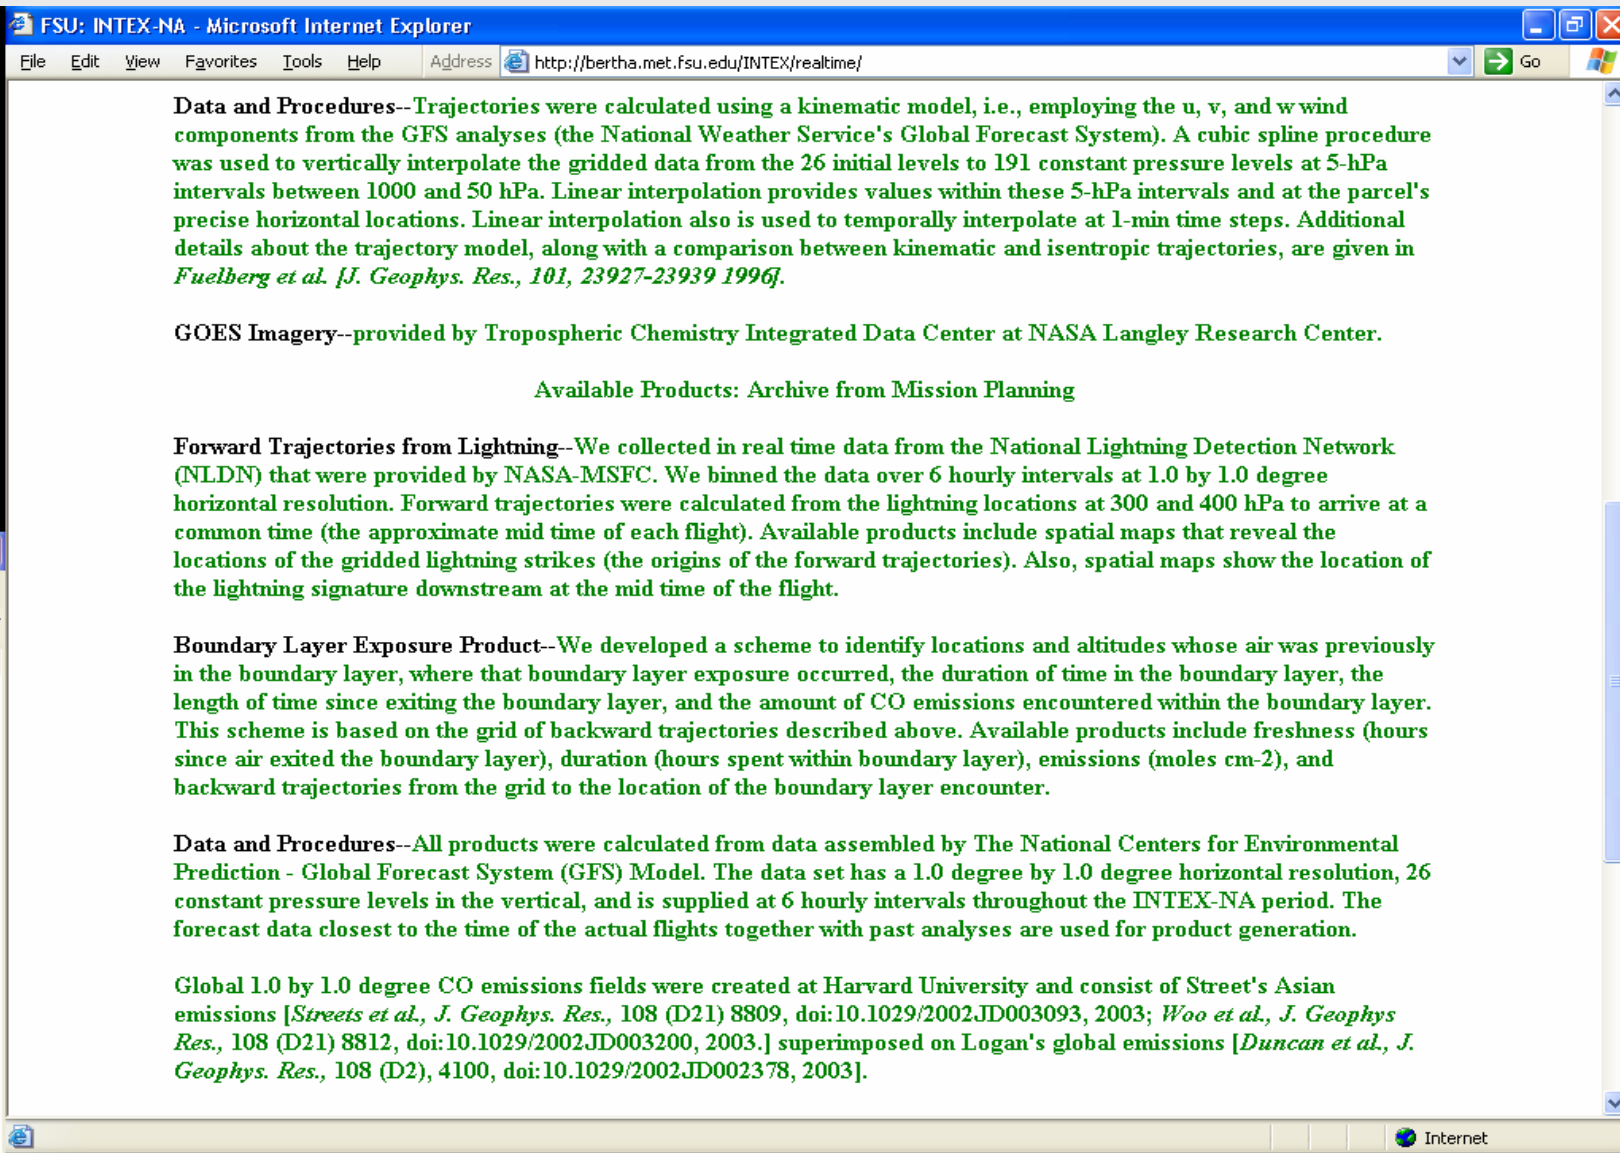 FSU: INTEX-NA - Microsoft Internet Explorer
File Edit View Favorites Tools Help Address http://bertha.met.fsu.edu/INTEX/realtime/ Go
Data and Procedures--Trajectories were calculated using a kinematic model, i.e., employing the u, v, and w wind
components from the GFS analyses (the National Weather Service's Global Forecast System). A cubic spline procedure
was used to vertically interpolate the gridded data from the 26 initial levels to 191 constant pressure levels at 5-hPa
intervals between 1000 and 50 hPa. Linear interpolation provides values within these 5-hPa intervals and at the parcel's
precise horizontal locations. Linear interpolation also is used to temporally interpolate at 1-min time steps. Additional
details about the trajectory model, along with a comparison between kinematic and isentropic trajectories, are given in
Fuelberg et al. [J. Geophys. Res., 101, 23927-23939 1996].
GOES Imagery--provided by Tropospheric Chemistry Integrated Data Center at NASA Langley Research Center.
Available Products: Archive from Mission Planning
Forward Trajectories from Lightning--We collected in real time data from the National Lightning Detection Network
(NLDN) that were provided by NASA-MSFC. We binned the data over 6 hourly intervals at 1.0 by 1.0 degree
horizontal resolution. Forward trajectories were calculated from the lightning locations at 300 and 400 hPa to arrive at a
common time (the approximate mid time of each flight). Available products include spatial maps that reveal the
locations of the gridded lightning strikes (the origins of the forward trajectories). Also, spatial maps show the location of
the lightning signature downstream at the mid time of the flight.
Boundary Layer Exposure Product--We developed a scheme to identify locations and altitudes whose air was previously
in the boundary layer, where that boundary layer exposure occurred, the duration of time in the boundary layer, the
length of time since exiting the boundary layer, and the amount of CO emissions encountered within the boundary layer.
This scheme is based on the grid of backward trajectories described above. Available products include freshness (hours
since air exited the boundary layer), duration (hours spent within boundary layer), emissions (moles cm-2), and
backward trajectories from the grid to the location of the boundary layer encounter.
Data and Procedures--All products were calculated from data assembled by The National Centers for Environmental
Prediction - Global Forecast System (GFS) Model. The data set has a 1.0 degree by 1.0 degree horizontal resolution, 26
constant pressure levels in the vertical, and is supplied at 6 hourly intervals throughout the INTEX-NA period. The
forecast data closest to the time of the actual flights together with past analyses are used for product generation.
Global 1.0 by 1.0 degree CO emissions fields were created at Harvard University and consist of Street's Asian
emissions [Streets et al., J. Geophys. Res., 108 (D21) 8809, doi:10.1029/2002JD003093, 2003; Woo et al., J. Geophys
Res., 108 (D21) 8812, doi:10.1029/2002JD003200, 2003.] superimposed on Logan's global emissions [Duncan et al., J.
Geophys. Res., 108 (D2), 4100, doi:10.1029/2002JD002378, 2003].
Internet